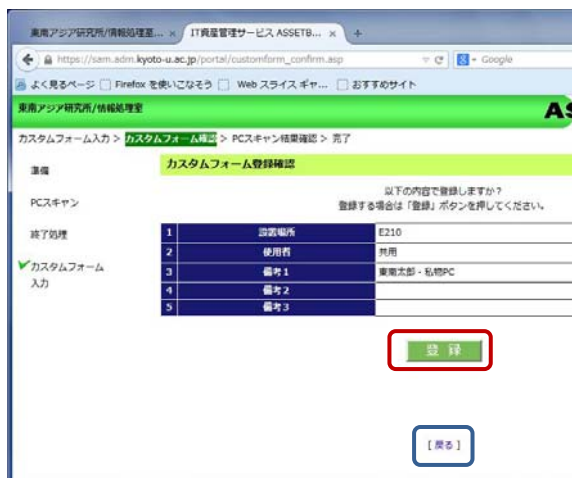 東南アジア研究所/情報処理室... × IT資産管理サービス ASSETB... × +
https://sam.adm.kyoto-u.ac.jp/portal/customform_confirm.asp Google
よく見るページ Firefox を使いこなそう Web スライス ギャ... おすすめサイト
東南アジア研究所/情報処理室
AS
カスタムフォーム入力 > カスタムフォーム確認 > PCスキャン結果確認 > 完了
準備
PCスキャン
終了処理
カスタムフォーム
入力
カスタムフォーム登録確認
以下の内容で登録しますか?
登録する場合は「登録」ボタンを押してください。
1 設置場所 E210
2 使用者 共用
3 備考1 東南太郎・私物PC
4 備考2
5 備考3
登 録
[ 戻る ]